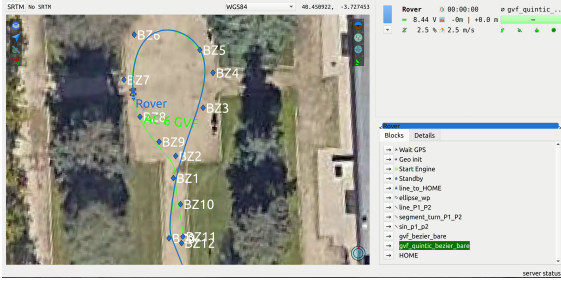 SRTM No SRTM WGS84 40.450922, -3.727453
BZ6
BZ5
BZ4
BZ7
Rover
BZ3
BZ8
BZ9
BZ2
BZ1
BZ10
BZ11
BZ12
Rover 00:00:00 gvf_quintic_..
8.44 V -0m | +0.0 m --
2.5 % 2.5 m/s
Rover
Blocks Details
→ Wait GPS
→ Geo init
→ Start Engine
→ Standby
→ line_to_HOME
→ ellipse_wp
→ line_P1_P2
→ segment_turn_P1_P2
→ sin_p1_p2
→ gvf_bezier_bare
→ gvf_quintic_bezier_bare
→ HOME
server status